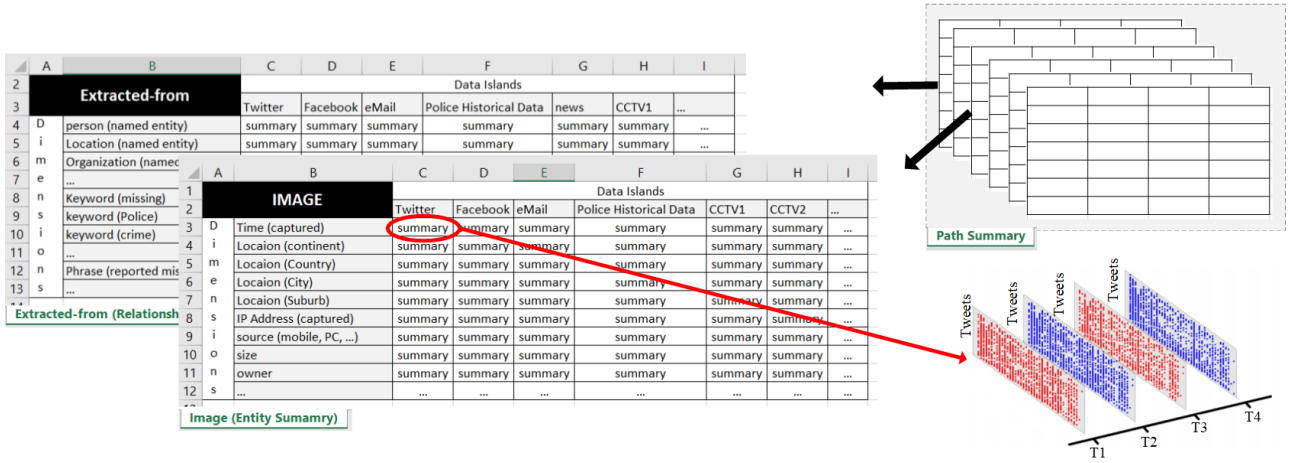 A B C D E F G H I
2 Data Islands
Extracted-from
3 Twitter Facebook eMail Police Historical Data news CCTV1 ...
4 D person (named entity) summary summary summary summary summary summary ...
5 i Location (named entity) summary summary summary summary summary summary ...
6 m Organization (named
7 e ...
8 n Keyword (missing)
9 s keyword (Police)
10 i keyword (crime)
11 o ...
12 n Phrase (reported mis
13 s ...
Extracted-from (Relationsh
A B C D E F G H I
1 Data Islands
IMAGE
2 Twitter Facebook eMail Police Historical Data CCTV1 CCTV2 ...
3 D Time (captured) summary summary summary summary summary summary ...
4 i Locaion (continent) summary summary summary summary summary summary ...
5 m Locaion (Country) summary summary summary summary summary summary ...
6 e Locaion (City) summary summary summary summary summary summary ...
7 n Locaion (Suburb) summary summary summary summary summary summary ...
8 s IP Address (captured) summary summary summary summary summary summary ...
9 i source (mobile, PC, ...) summary summary summary summary summary summary ...
10 o size summary summary summary summary summary summary ...
11 n owner summary summary summary summary summary summary ...
12 s ... ... ... ... ... ... ... ...
Image (Entity Sumamry)
Path Summary
Tweets
Tweets
Tweets
Tweets
T1
T2
T3
T4